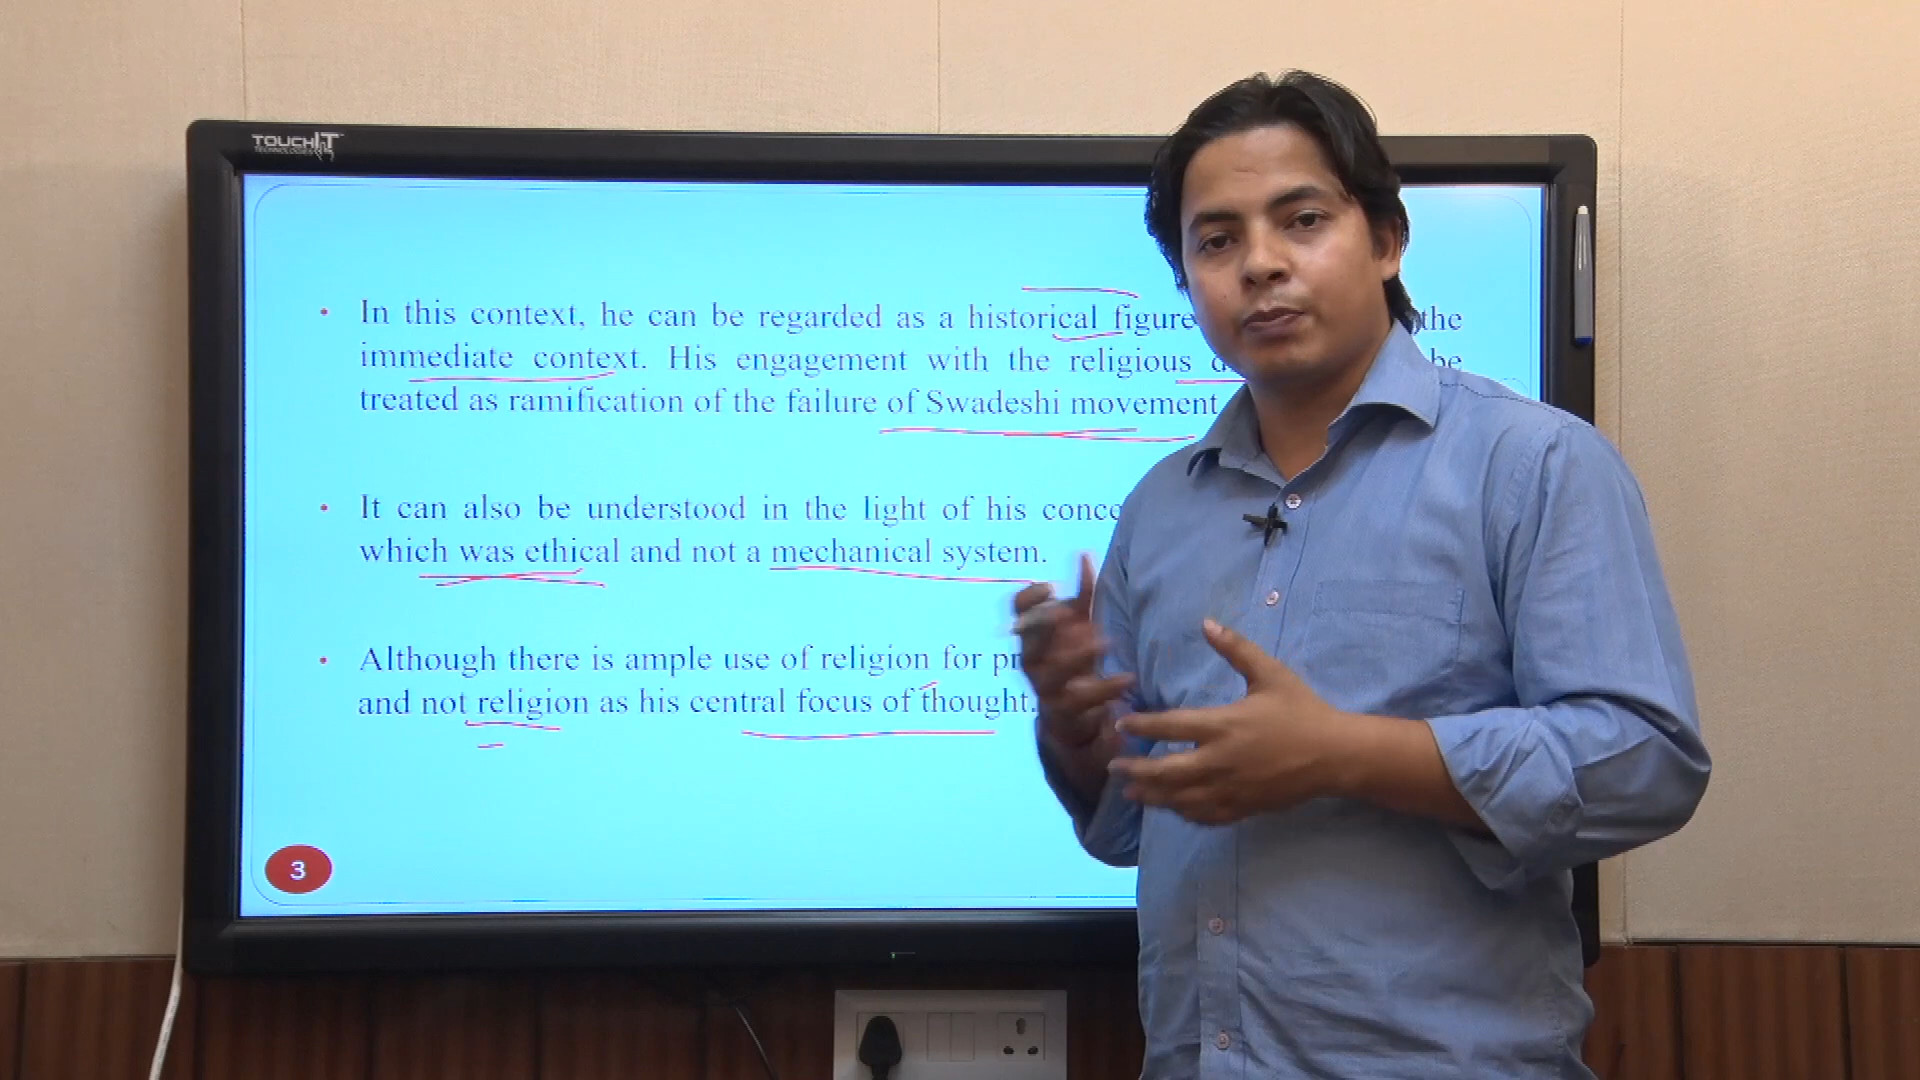 TOUCHIT
TECHNOLOGIES
• In this context, he can be regarded as a historical figure the
immediate context. His engagement with the religious be
treated as ramification of the failure of Swadeshi movement
• It can also be understood in the light of his
which was ethical and not a mechanical system.
• Although there is ample use of religion for
and not religion as his central focus of thought.
3